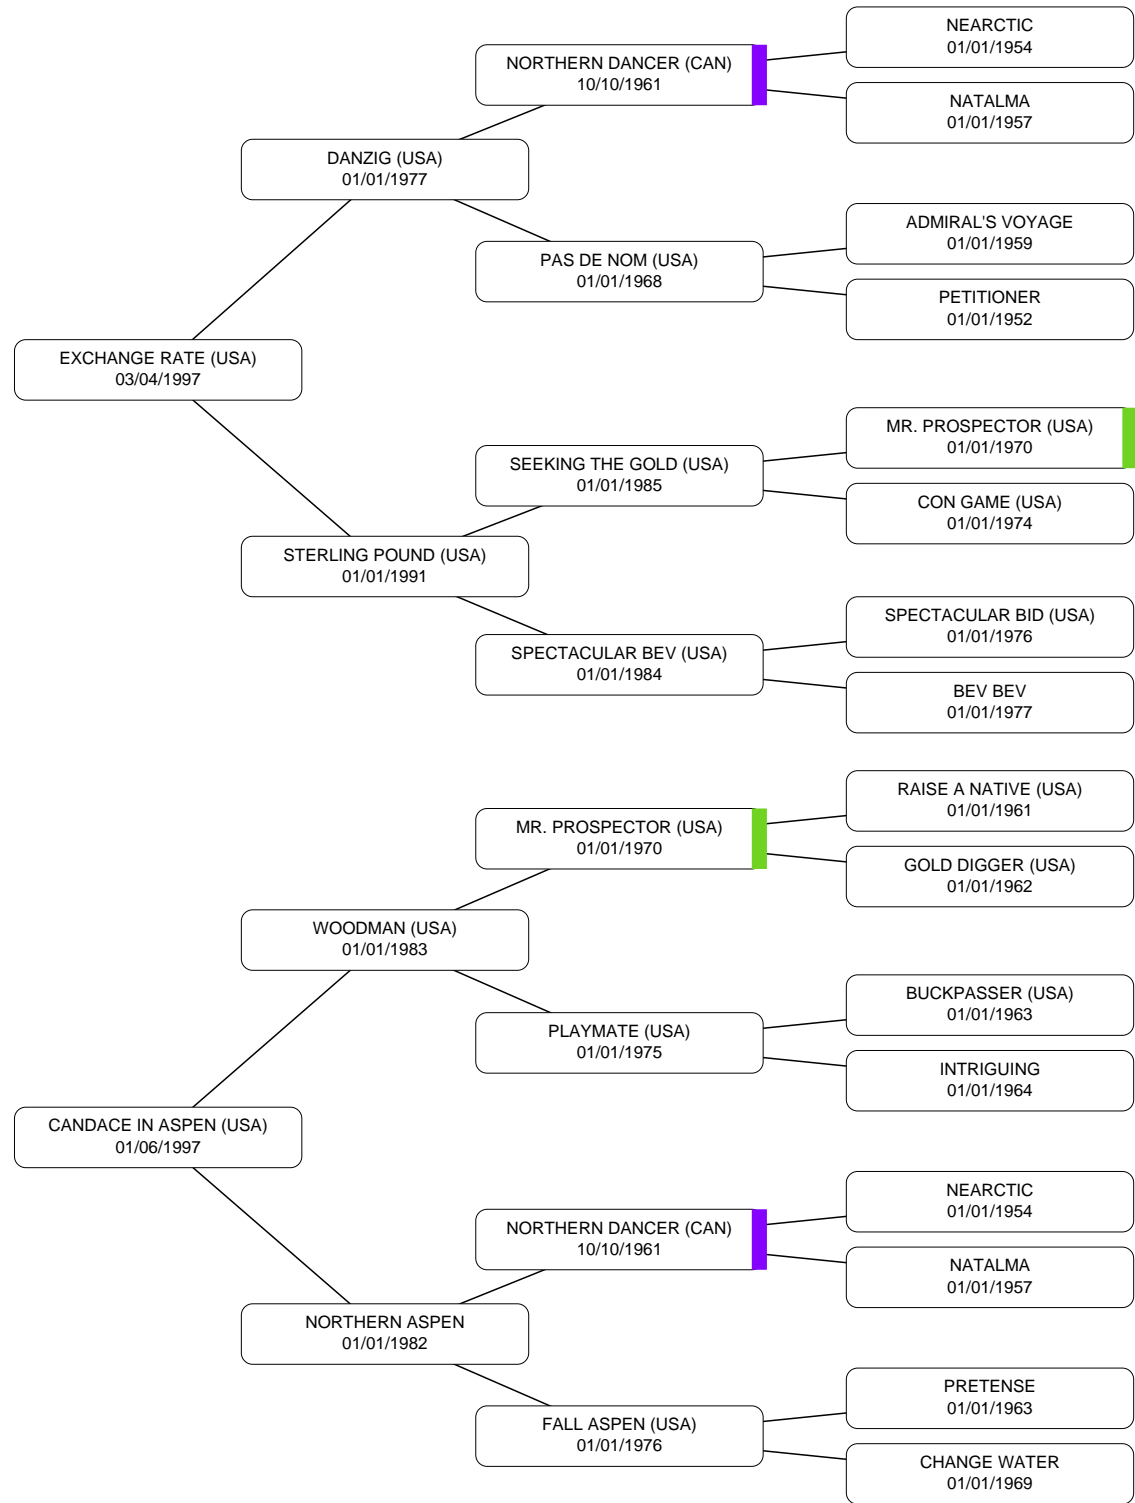 NEARCTIC
01/01/1954
NORTHERN DANCER (CAN)
10/10/1961
NATALMA
01/01/1957
DANZIG (USA)
01/01/1977
ADMIRAL'S VOYAGE
01/01/1959
PAS DE NOM (USA)
01/01/1968
PETITIONER
01/01/1952
EXCHANGE RATE (USA)
03/04/1997
MR. PROSPECTOR (USA)
01/01/1970
SEEKING THE GOLD (USA)
01/01/1985
CON GAME (USA)
01/01/1974
STERLING POUND (USA)
01/01/1991
SPECTACULAR BID (USA)
01/01/1976
SPECTACULAR BEV (USA)
01/01/1984
BEV BEV
01/01/1977
RAISE A NATIVE (USA)
01/01/1961
MR. PROSPECTOR (USA)
01/01/1970
GOLD DIGGER (USA)
01/01/1962
WOODMAN (USA)
01/01/1983
BUCKPASSER (USA)
01/01/1963
PLAYMATE (USA)
01/01/1975
INTRIGUING
01/01/1964
CANDACE IN ASPEN (USA)
01/06/1997
NEARCTIC
01/01/1954
NORTHERN DANCER (CAN)
10/10/1961
NATALMA
01/01/1957
NORTHERN ASPEN
01/01/1982
PRETENSE
01/01/1963
FALL ASPEN (USA)
01/01/1976
CHANGE WATER
01/01/1969